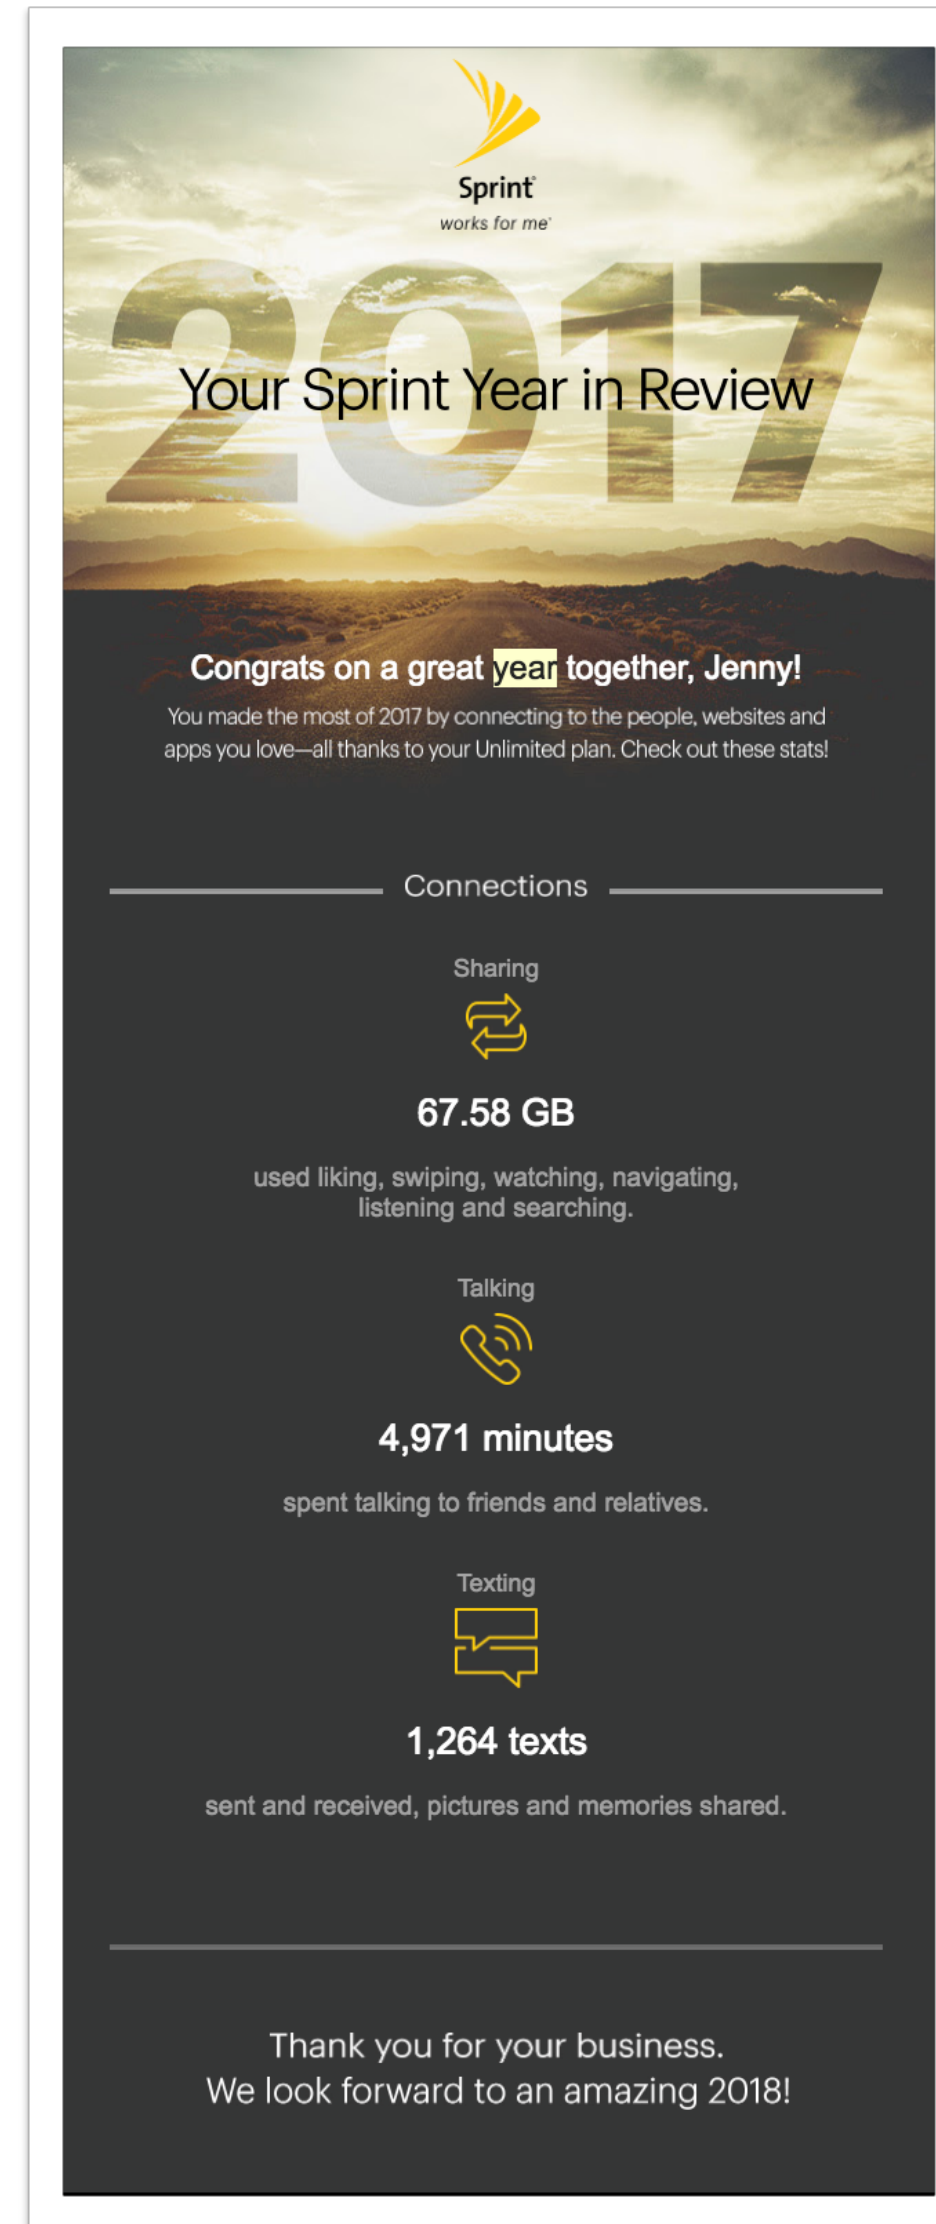 Sprint
works for me
2017
Your Sprint Year in Review
Congrats on a great year together, Jenny!
You made the most of 2017 by connecting to the people, websites and
apps you love—all thanks to your Unlimited plan. Check out these stats!
Connections
Sharing
67.58 GB
used liking, swiping, watching, navigating,
listening and searching.
Talking
4,971 minutes
spent talking to friends and relatives.
Texting
1,264 texts
sent and received, pictures and memories shared.
Thank you for your business.
We look forward to an amazing 2018!